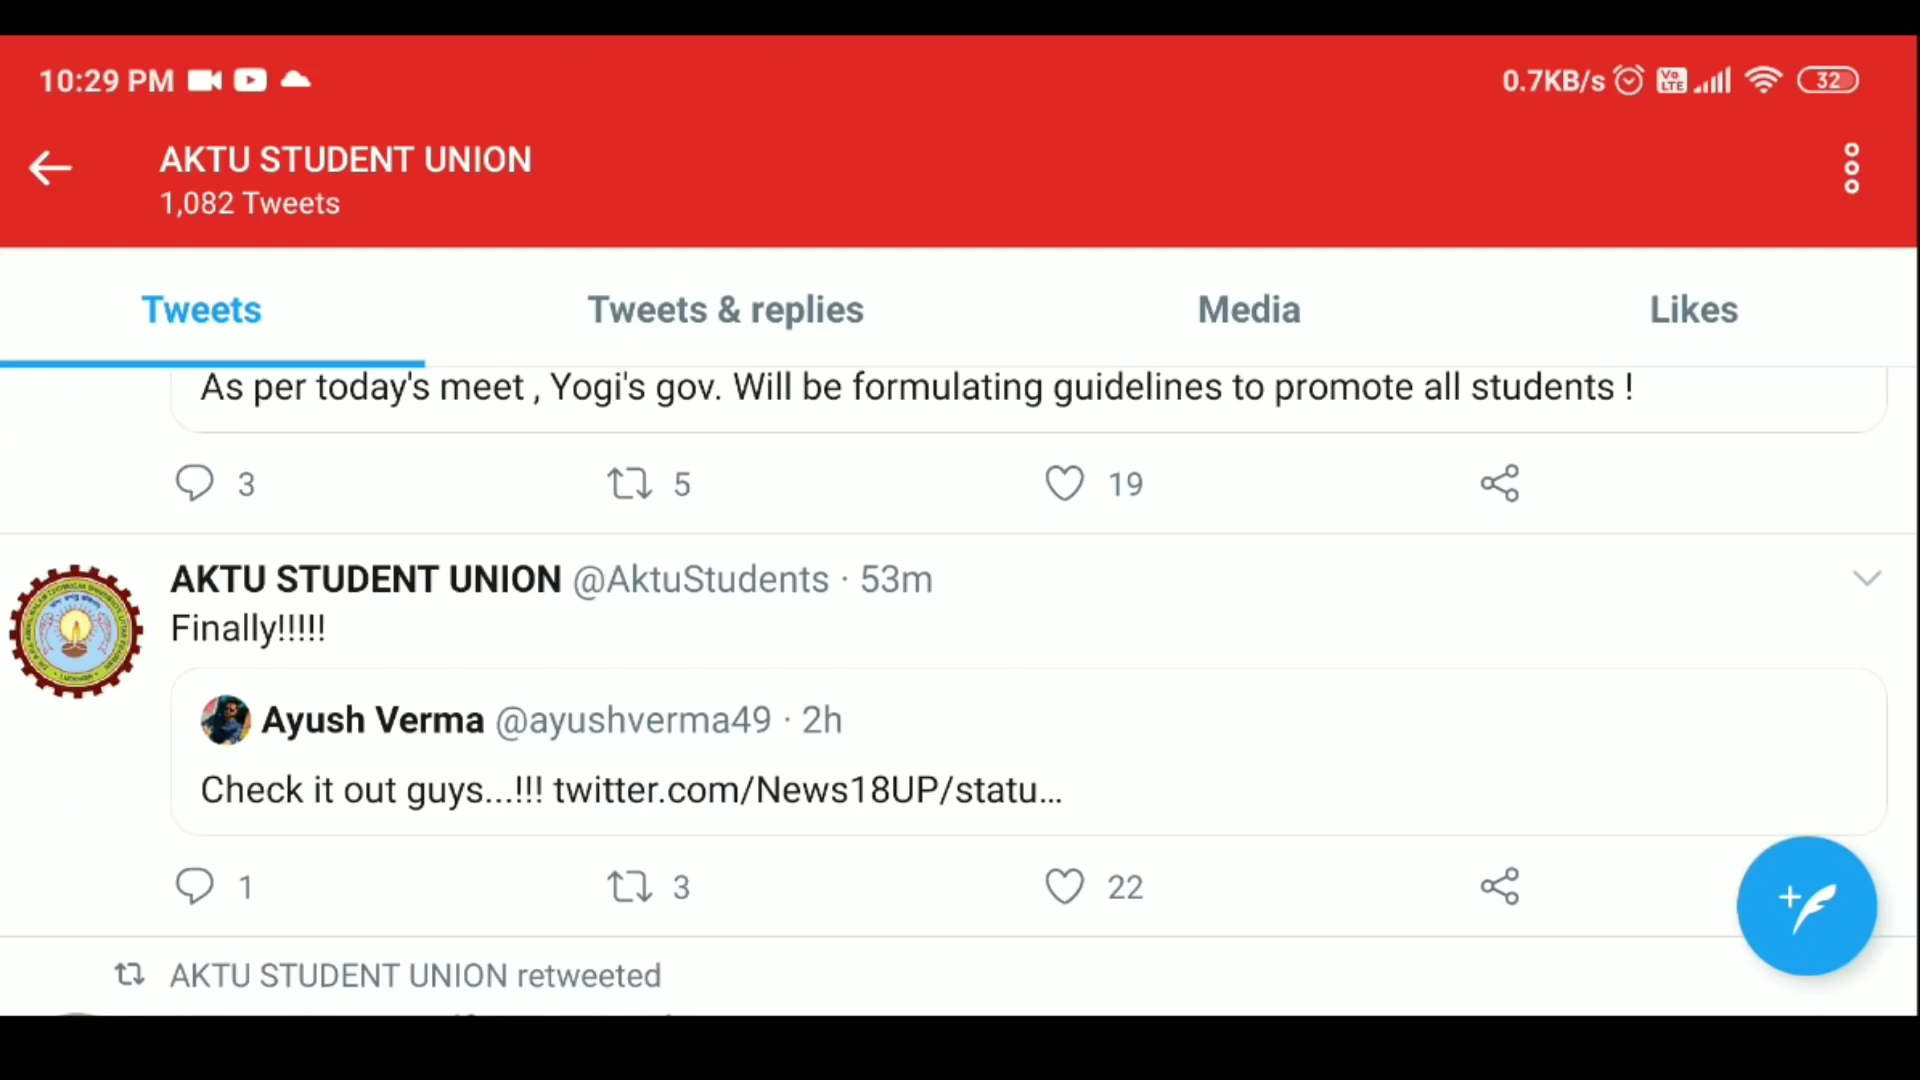 10:29 PM 0.7KB/s Vo LTE 32
AKTU STUDENT UNION
1,082 Tweets
Tweets Tweets & replies Media Likes
As per today's meet , Yogi's gov. Will be formulating guidelines to promote all students !
3 5 19
AKTU STUDENT UNION @AktuStudents · 53m
Finally!!!!!
Ayush Verma @ayushverma49 · 2h
Check it out guys...!!! twitter.com/News18UP/statu…
1 3 22
AKTU STUDENT UNION retweeted